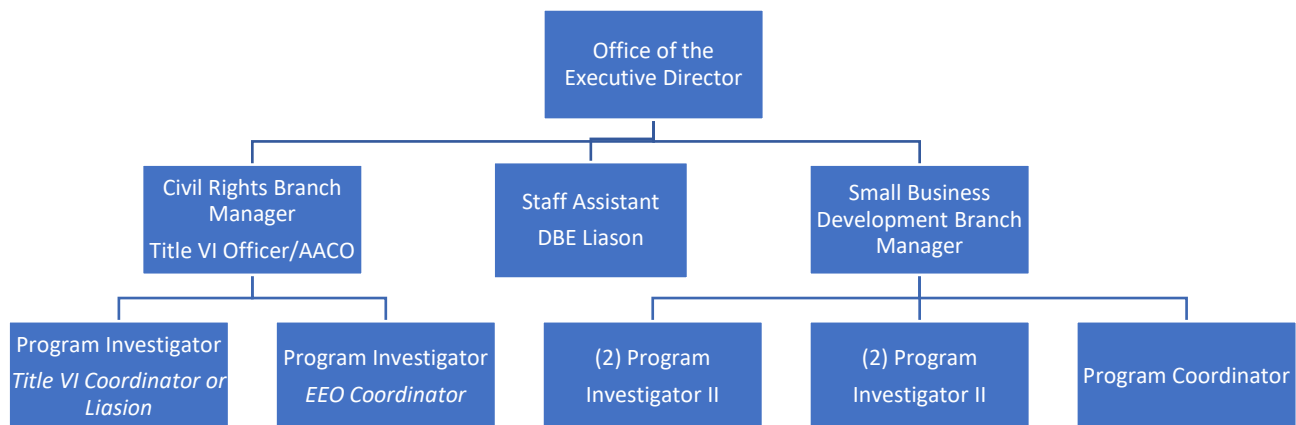 Office of the
Executive Director
Civil Rights Branch
Manager
Title VI Officer/AACO
Staff Assistant
DBE Liason
Small Business
Development Branch
Manager
Program Investigator
Title VI Coordinator or
Liasion
Program Investigator
EEO Coordinator
(2) Program
Investigator II
(2) Program
Investigator II
Program Coordinator